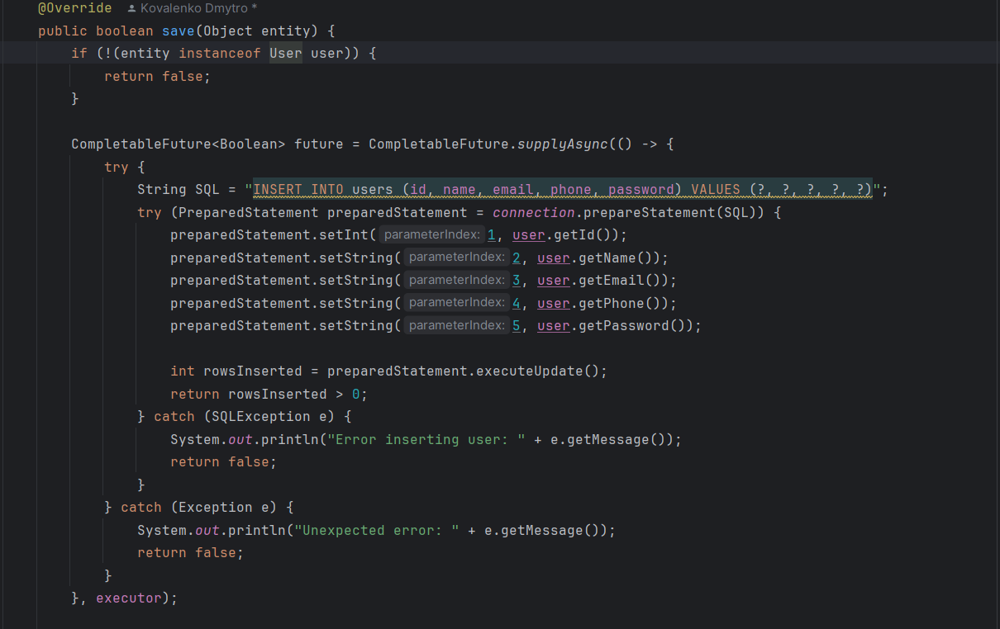 @Override Kovalenko Dmytro *
public boolean save(Object entity) {
    if (!(entity instanceof User user)) {
        return false;
    }
    CompletableFuture<Boolean> future = CompletableFuture.supplyAsync(() -> {
        try {
            String SQL = "INSERT INTO users (id, name, email, phone, password) VALUES (?, ?, ?, ?, ?)";
            try (PreparedStatement preparedStatement = connection.prepareStatement(SQL)) {
                preparedStatement.setInt( parameterIndex: 1, user.getId());
                preparedStatement.setString( parameterIndex: 2, user.getName());
                preparedStatement.setString( parameterIndex: 3, user.getEmail());
                preparedStatement.setString( parameterIndex: 4, user.getPhone());
                preparedStatement.setString( parameterIndex: 5, user.getPassword());
                int rowsInserted = preparedStatement.executeUpdate();
                return rowsInserted > 0;
            } catch (SQLException e) {
                System.out.println("Error inserting user: " + e.getMessage());
                return false;
            }
        } catch (Exception e) {
            System.out.println("Unexpected error: " + e.getMessage());
            return false;
        }
    }, executor);